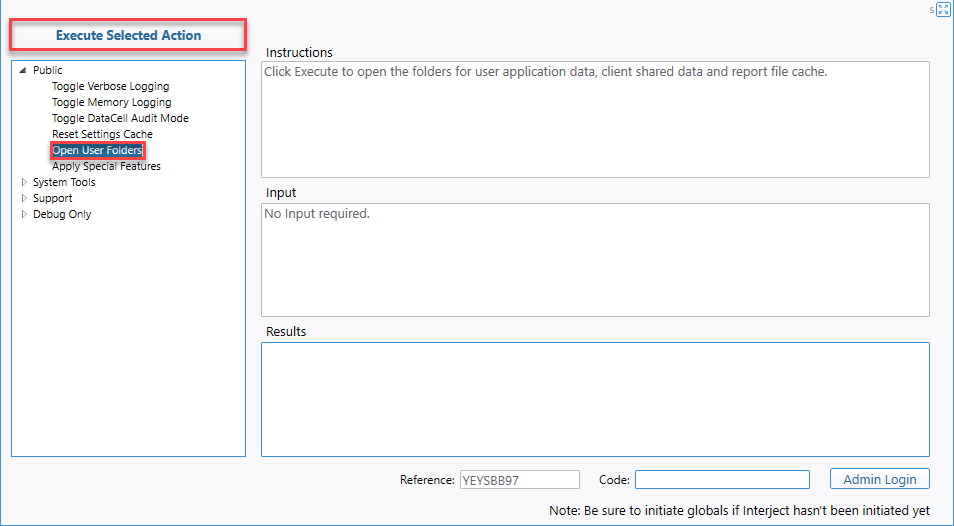 s
Execute Selected Action
Public
Toggle Verbose Logging
Toggle Memory Logging
Toggle DataCell Audit Mode
Reset Settings Cache
Open User Folders
Apply Special Features
System Tools
Support
Debug Only
Instructions
Click Execute to open the folders for user application data, client shared data and report file cache.
Input
No Input required.
Results
Reference: YEYSBB97 Code: Admin Login
Note: Be sure to initiate globals if Interject hasn't been initiated yet